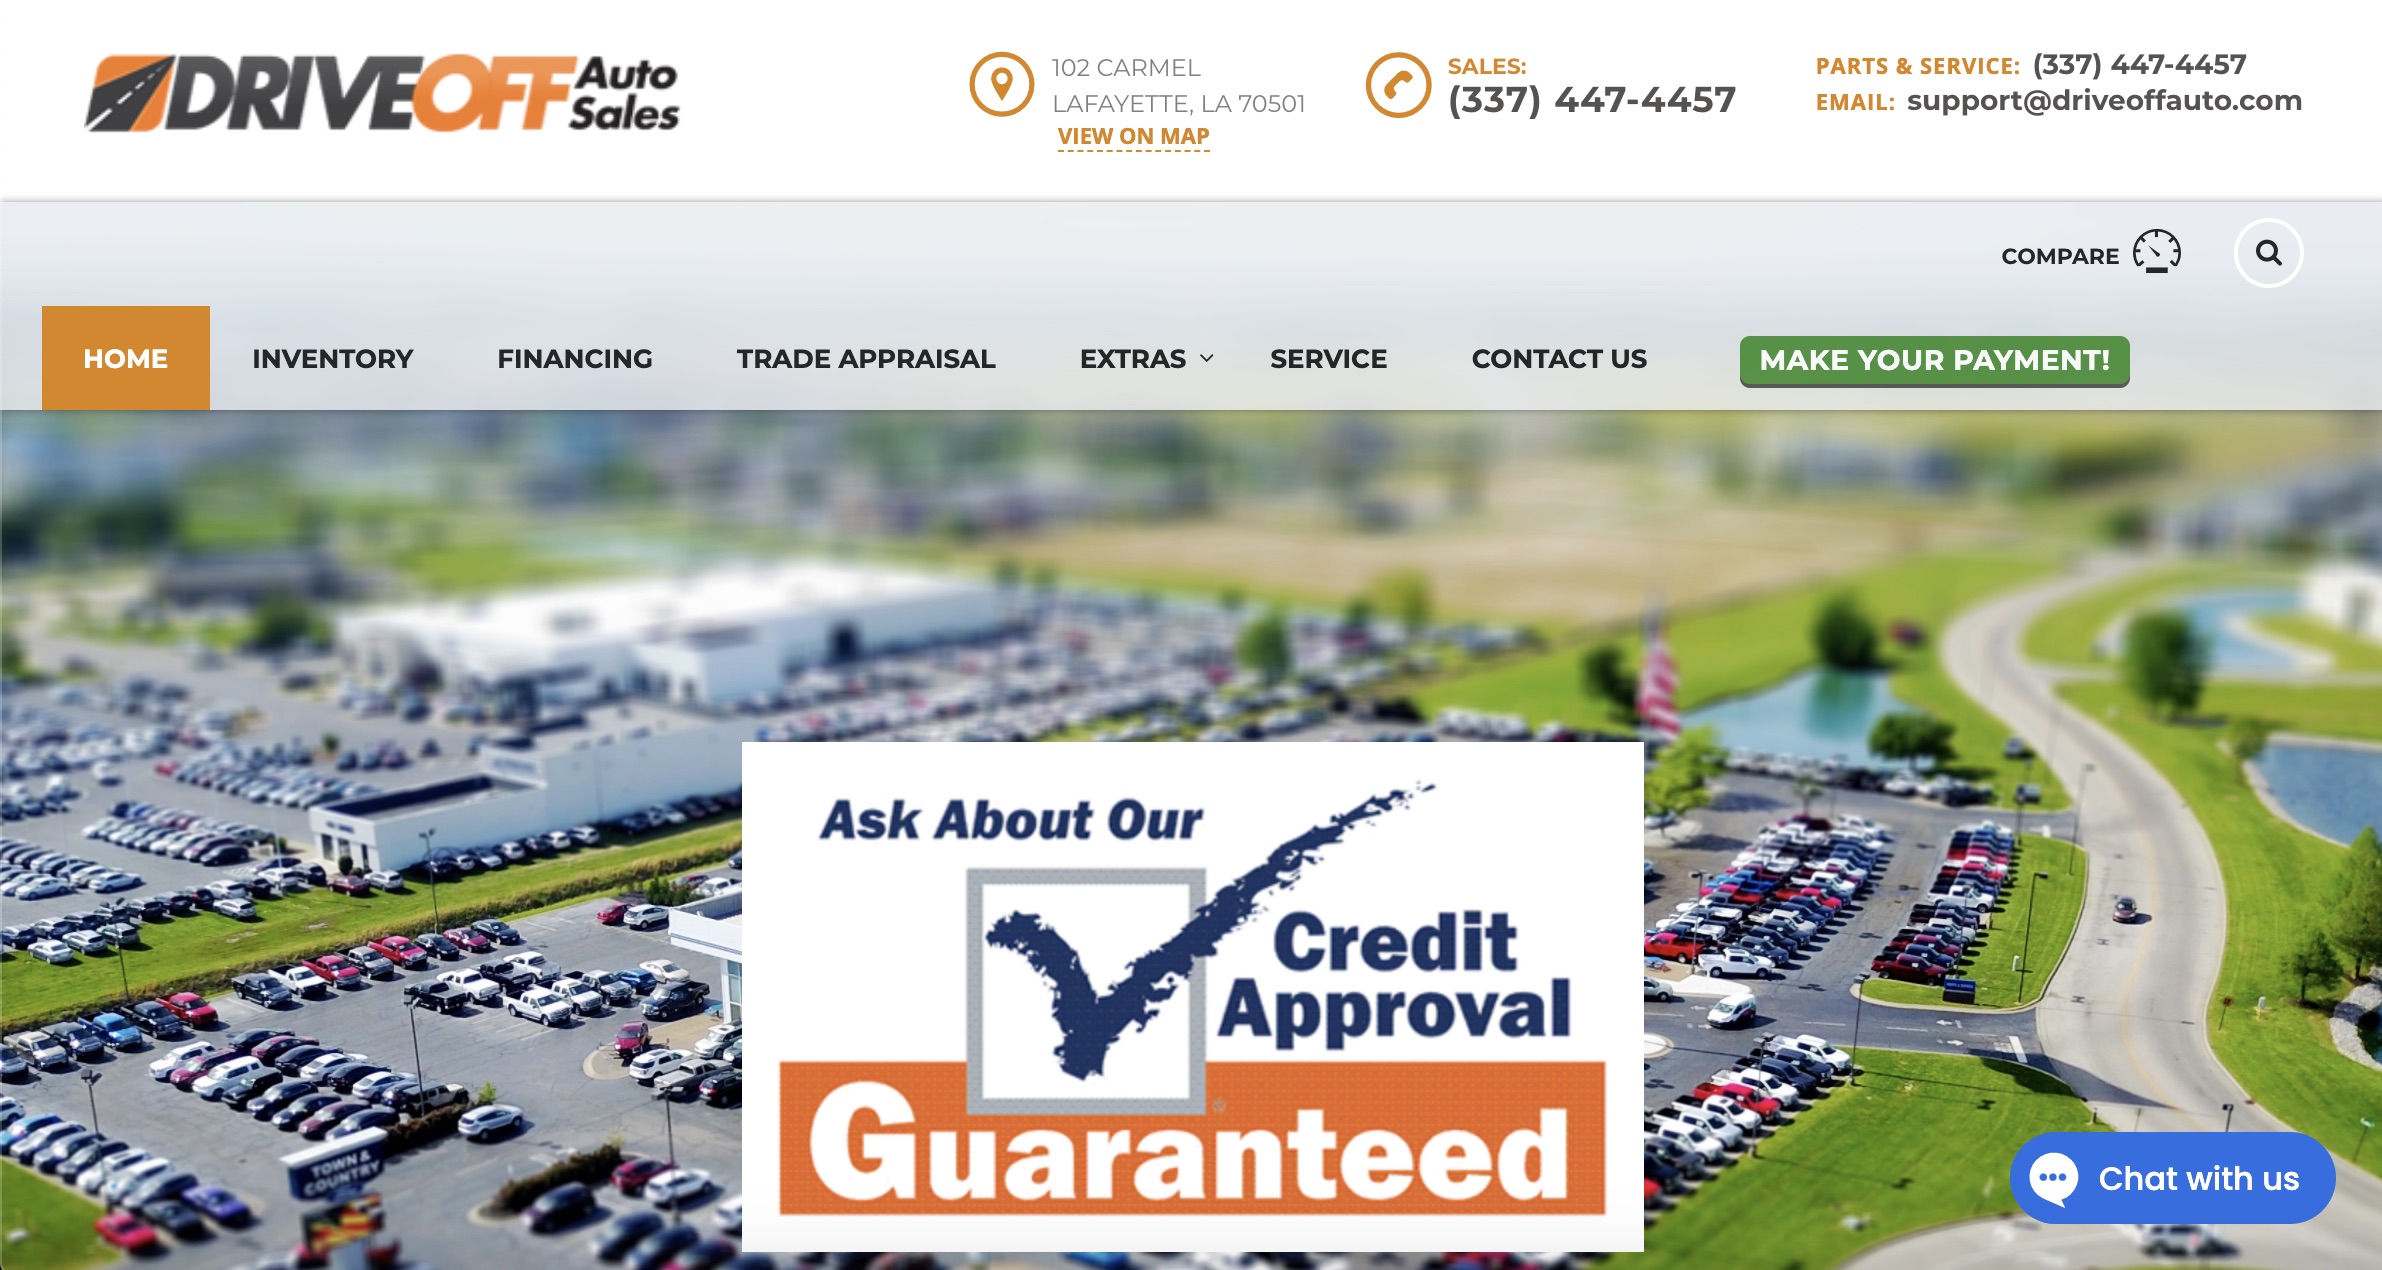 DRIVEOFF Auto Sales
102 CARMEL
LAFAYETTE, LA 70501
VIEW ON MAP
SALES:
(337) 447-4457
PARTS & SERVICE: (337) 447-4457
EMAIL: support@driveoffauto.com
COMPARE
HOME
INVENTORY
FINANCING
TRADE APPRAISAL
EXTRAS
SERVICE
CONTACT US
MAKE YOUR PAYMENT!
Ask About Our
Credit
Approval
Guaranteed
TOWN &
COUNTRY
Chat with us